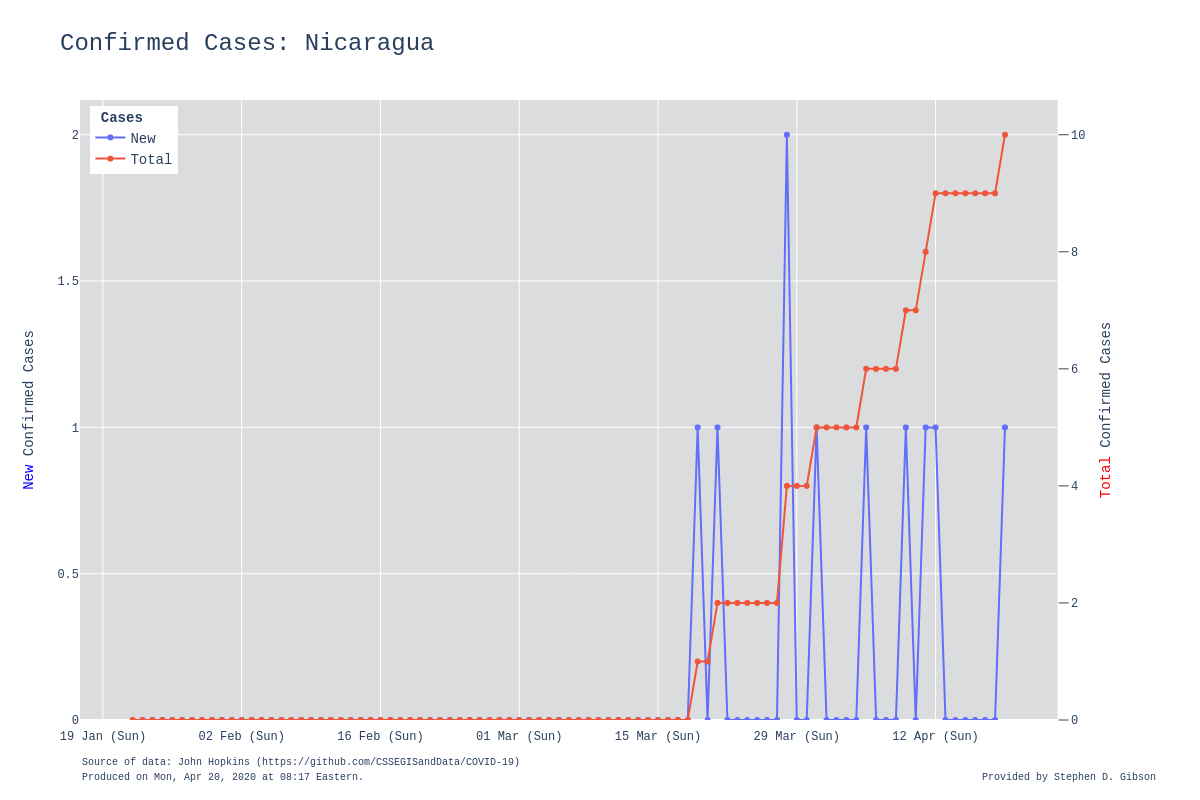 Confirmed Cases: Nicaragua
Cases
New
Total
2
1.5
1
0.5
0
10
8
6
4
2
0
New Confirmed Cases
Total Confirmed Cases
19 Jan (Sun) 02 Feb (Sun) 16 Feb (Sun) 01 Mar (Sun) 15 Mar (Sun) 29 Mar (Sun) 12 Apr (Sun)
Source of data: John Hopkins (https://github.com/CSSEGISandData/COVID-19)
Produced on Mon, Apr 20, 2020 at 08:17 Eastern.
Provided by Stephen D. Gibson